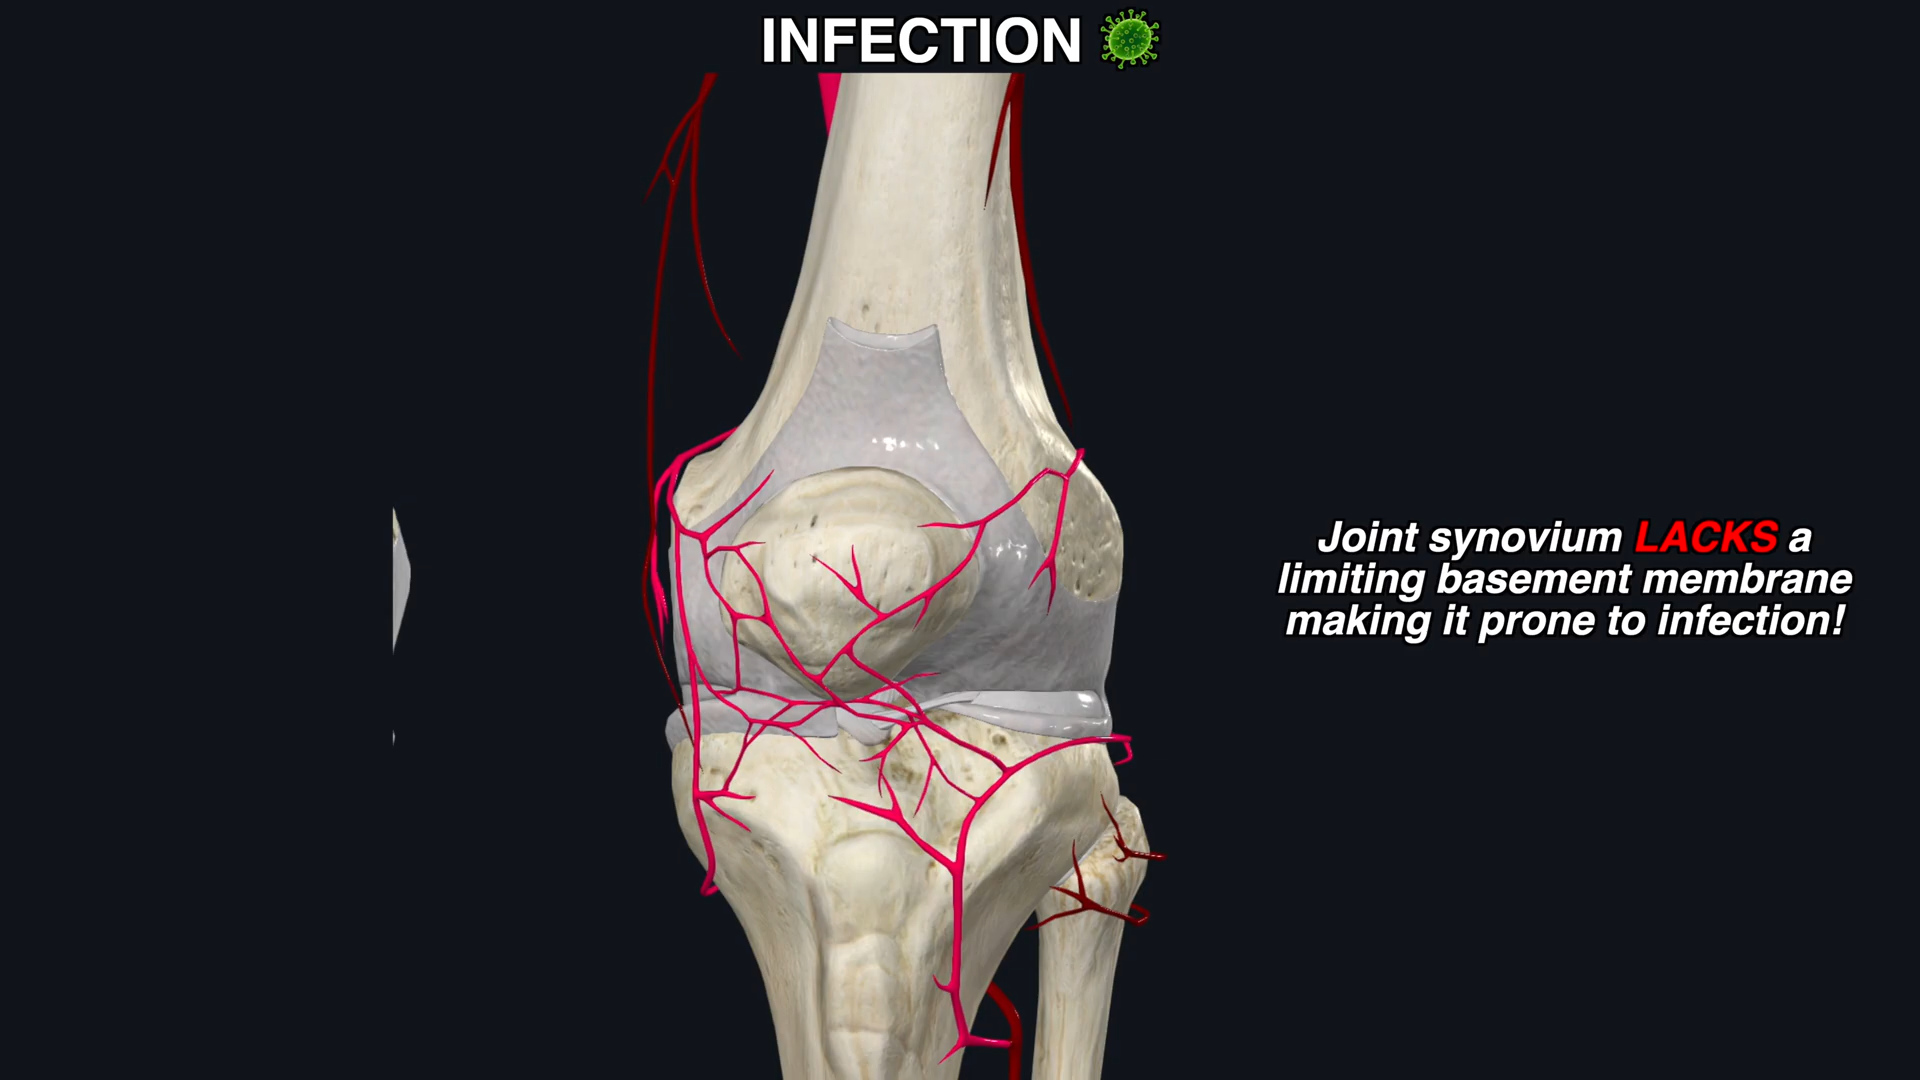 INFECTION
Joint synovium LACKS a
limiting basement membrane
making it prone to infection!